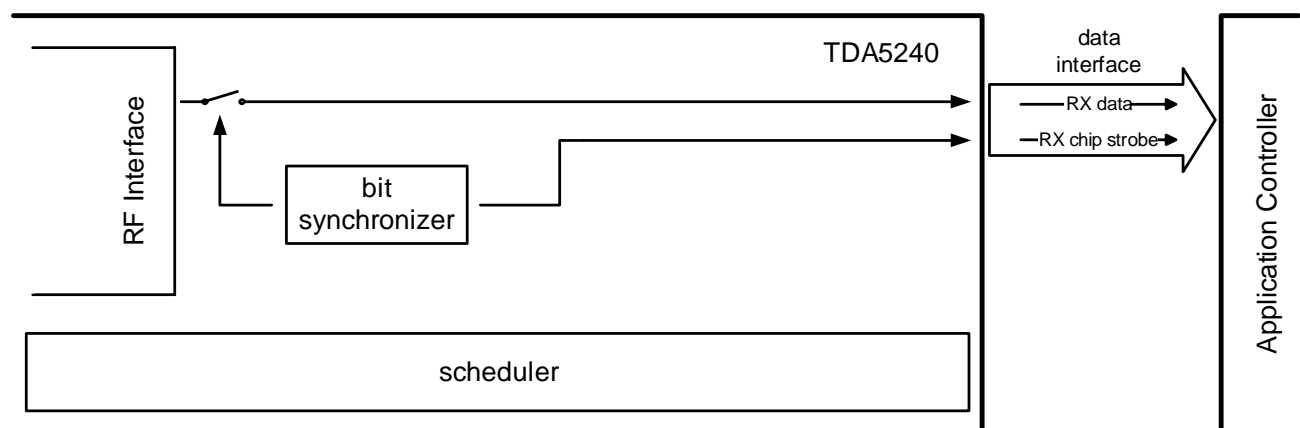 TDA5240
data
interface
RF Interface
RX data
RX chip strobe
bit
synchronizer
Application Controller
scheduler